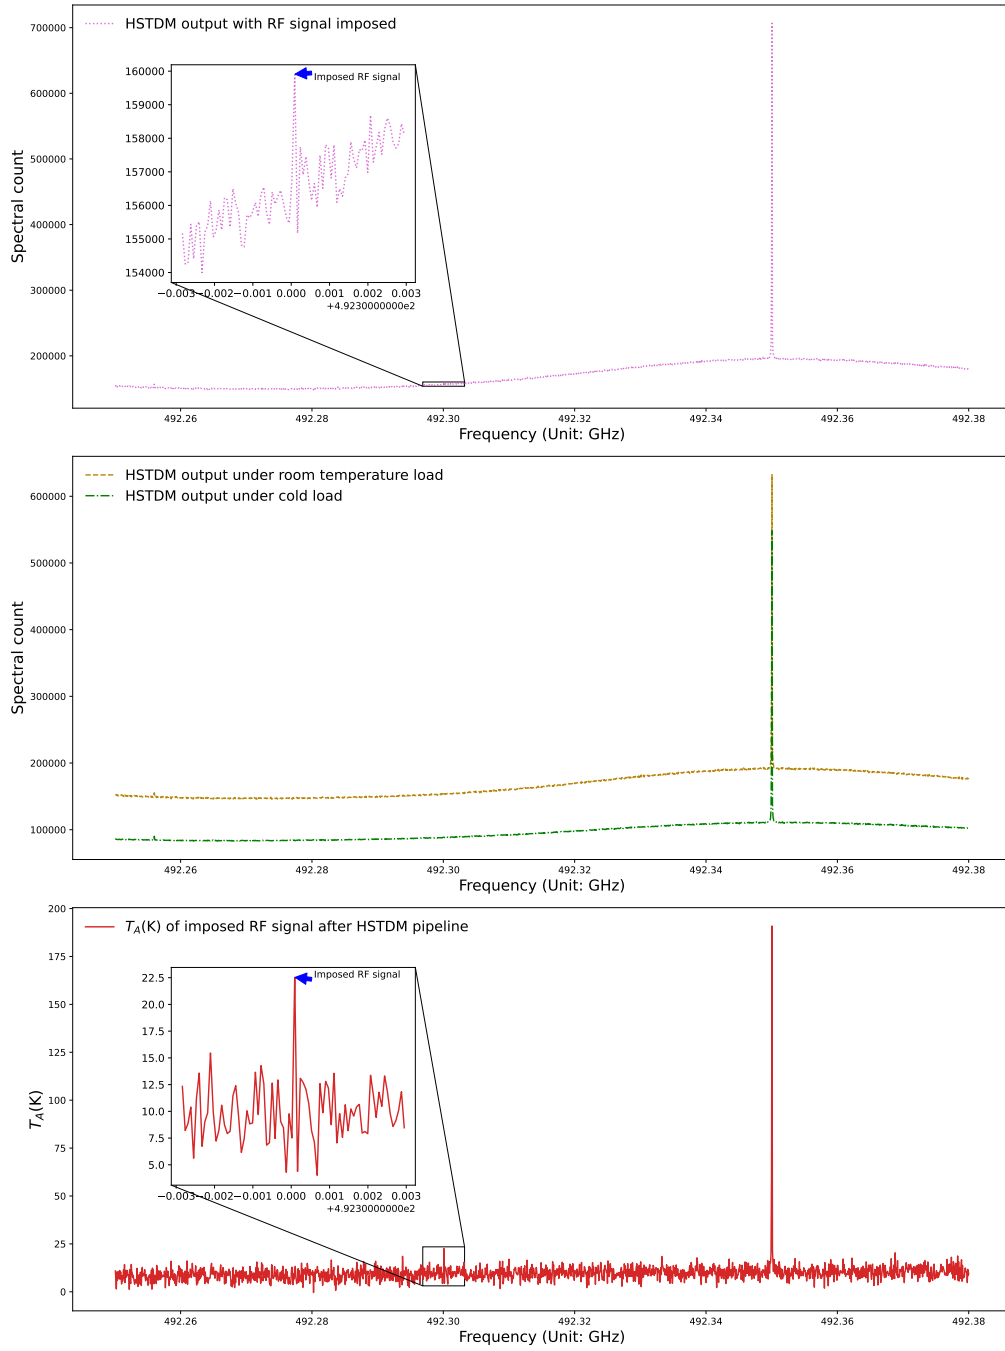 HSTDM output with RF signal imposed
700000
600000
500000
400000
300000
200000
Spectral count
160000
159000
158000
157000
156000
155000
154000
Imposed RF signal
−0.003 −0.002 −0.001 0.000 0.001 0.002 0.003
+4.9230000000e2
492.26 492.28 492.30 492.32 492.34 492.36 492.38
Frequency (Unit: GHz)
HSTDM output under room temperature load
HSTDM output under cold load
600000
500000
400000
300000
200000
100000
Spectral count
492.26 492.28 492.30 492.32 492.34 492.36 492.38
Frequency (Unit: GHz)
200
175
150
125
100
75
50
25
0
T_A(K)
T_A(K) of imposed RF signal after HSTDM pipeline
22.5
20.0
17.5
15.0
12.5
10.0
7.5
5.0
Imposed RF signal
−0.003 −0.002 −0.001 0.000 0.001 0.002 0.003
+4.9230000000e2
492.26 492.28 492.30 492.32 492.34 492.36 492.38
Frequency (Unit: GHz)